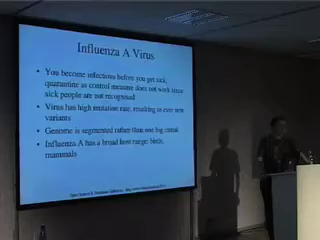 Influenza A Virus
• You become infectious before you get sick,
quarantine as control measure does not work since
sick people are not recognised
• Virus has high mutation rate, resulting in ever new
variants
• Genome is segmented rather than one big contig
• Influenza A has a broad host range: birds,
mammals